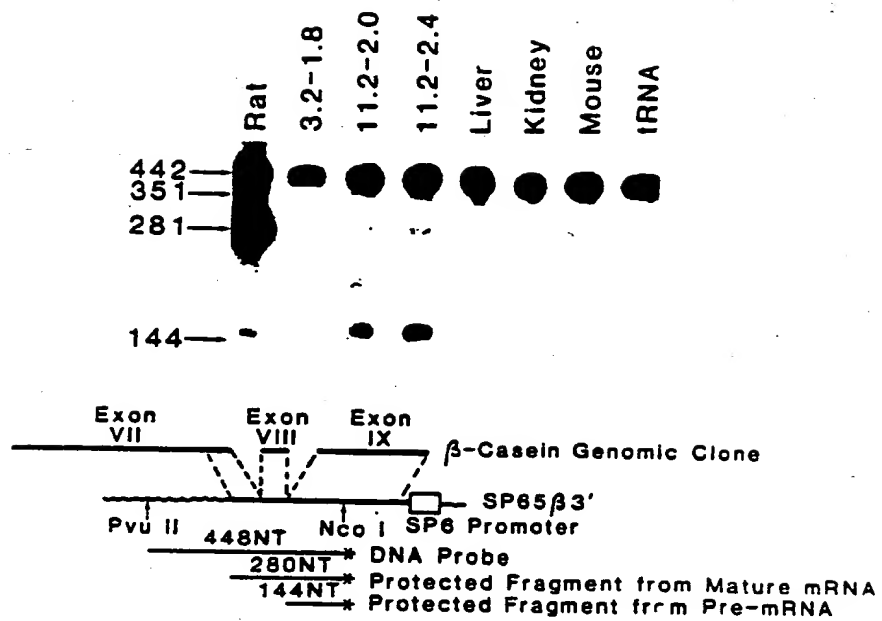 Rat
3.2-1.8
11.2-2.0
11.2-2.4
Liver
Kidney
Mouse
tRNA
442
351
281
144
Exon VII
Exon VIII
Exon IX
β-Casein Genomic Clone
SP65β3'
Pvu II
Nco I
SP6 Promoter
448NT
* DNA Probe
280NT
* Protected Fragment from Mature mRNA
144NT
* Protected Fragment from Pre-mRNA